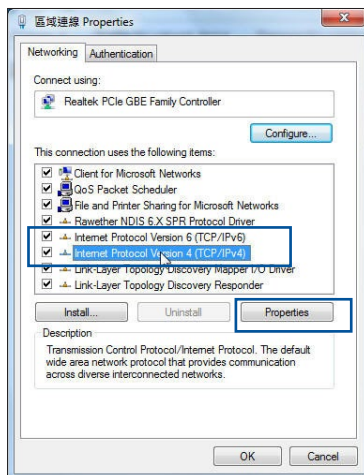 區域連線 Properties
Networking Authentication
Connect using:
Realtek PCIe GBE Family Controller
Configure...
This connection uses the following items:
Client for Microsoft Networks
QoS Packet Scheduler
File and Printer Sharing for Microsoft Networks
Rawether NDIS 6.X SPR Protocol Driver
Internet Protocol Version 6 (TCP/IPv6)
Internet Protocol Version 4 (TCP/IPv4)
Link-Layer Topology Discovery Mapper I/O Driver
Link-Layer Topology Discovery Responder
Install... Uninstall Properties
Description
Transmission Control Protocol/Internet Protocol. The default
wide area network protocol that provides communication
across diverse interconnected networks.
OK Cancel